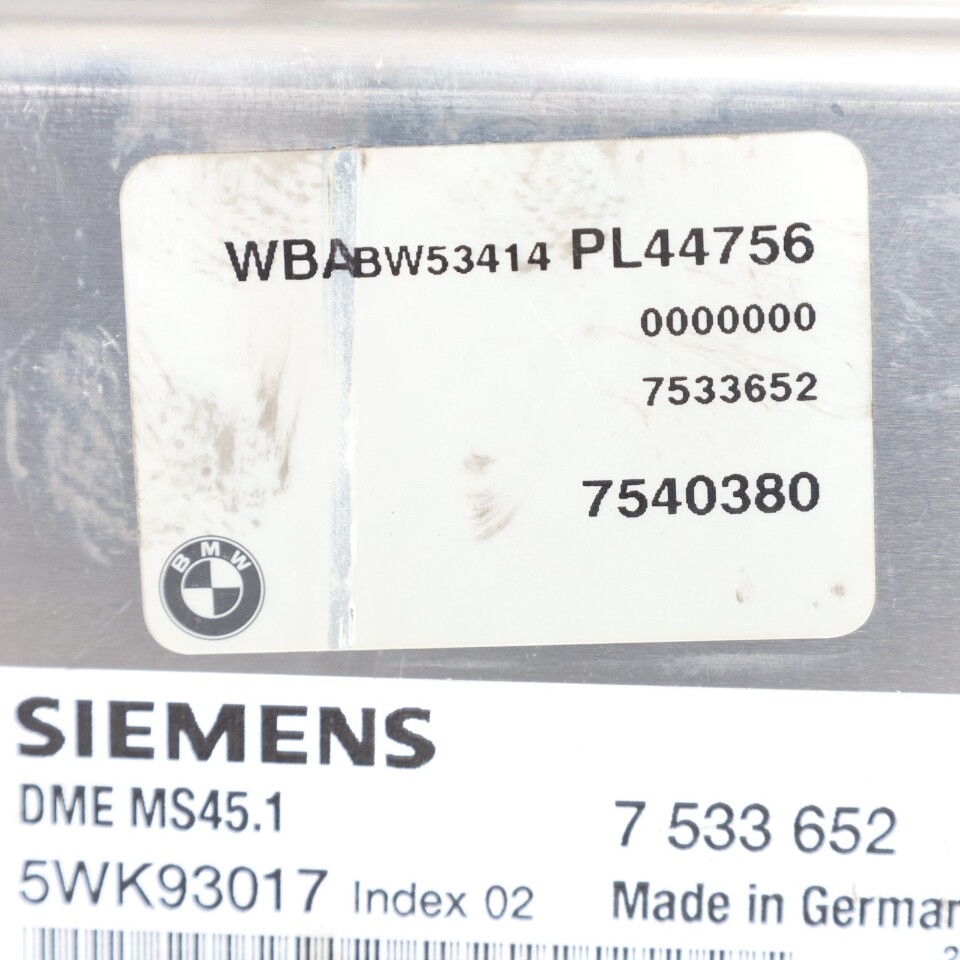 WBABW53414 PL44756
0000000
7533652
7540380
BMW
SIEMENS
DME MS45.1
7 533 652
5WK93017 Index 02
Made in German